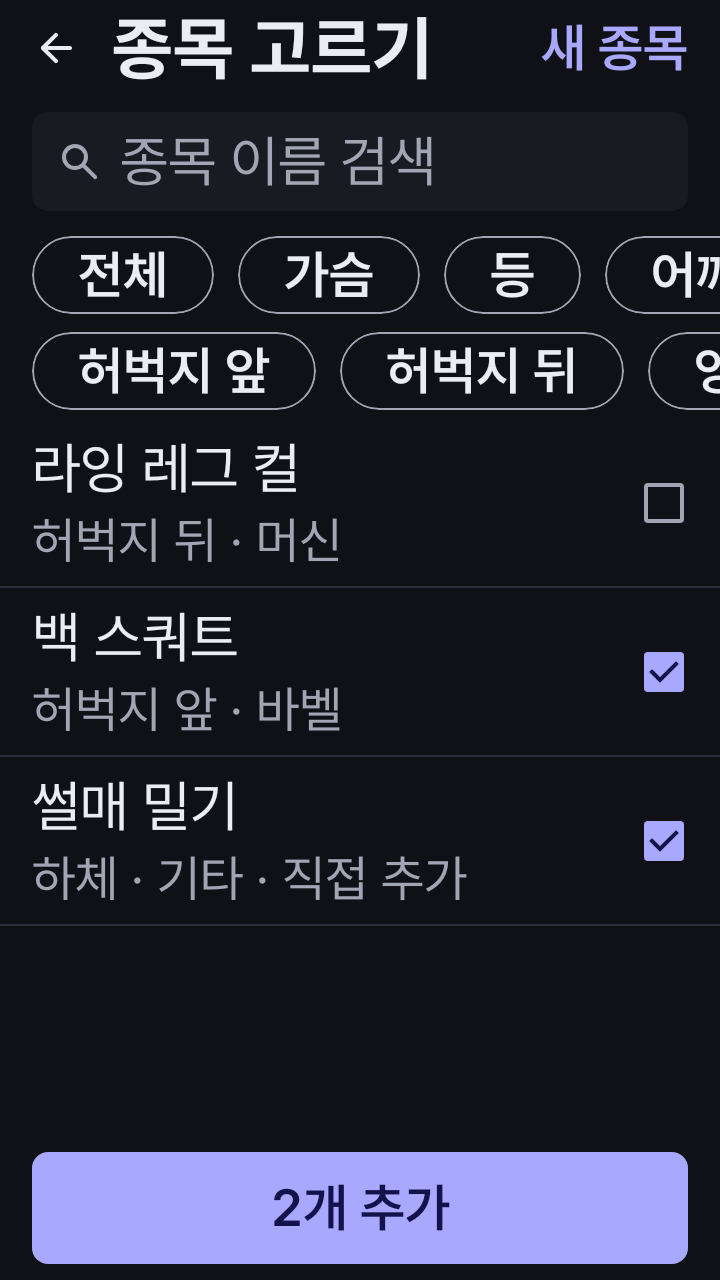 종목 고르기 새 종목
종목 이름 검색
전체 가슴 등
허벅지 앞 허벅지 뒤
라잉 레그 컬
허벅지 뒤 · 머신
백 스쿼트
허벅지 앞 · 바벨
썰매 밀기
하체 · 기타 · 직접 추가
2개 추가